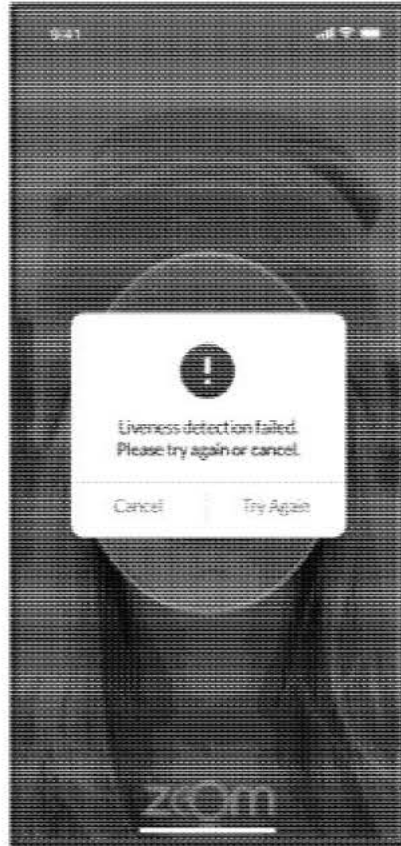 9:41
Liveness detection failed.
Please try again or cancel.
Cancel Try Again
zoom